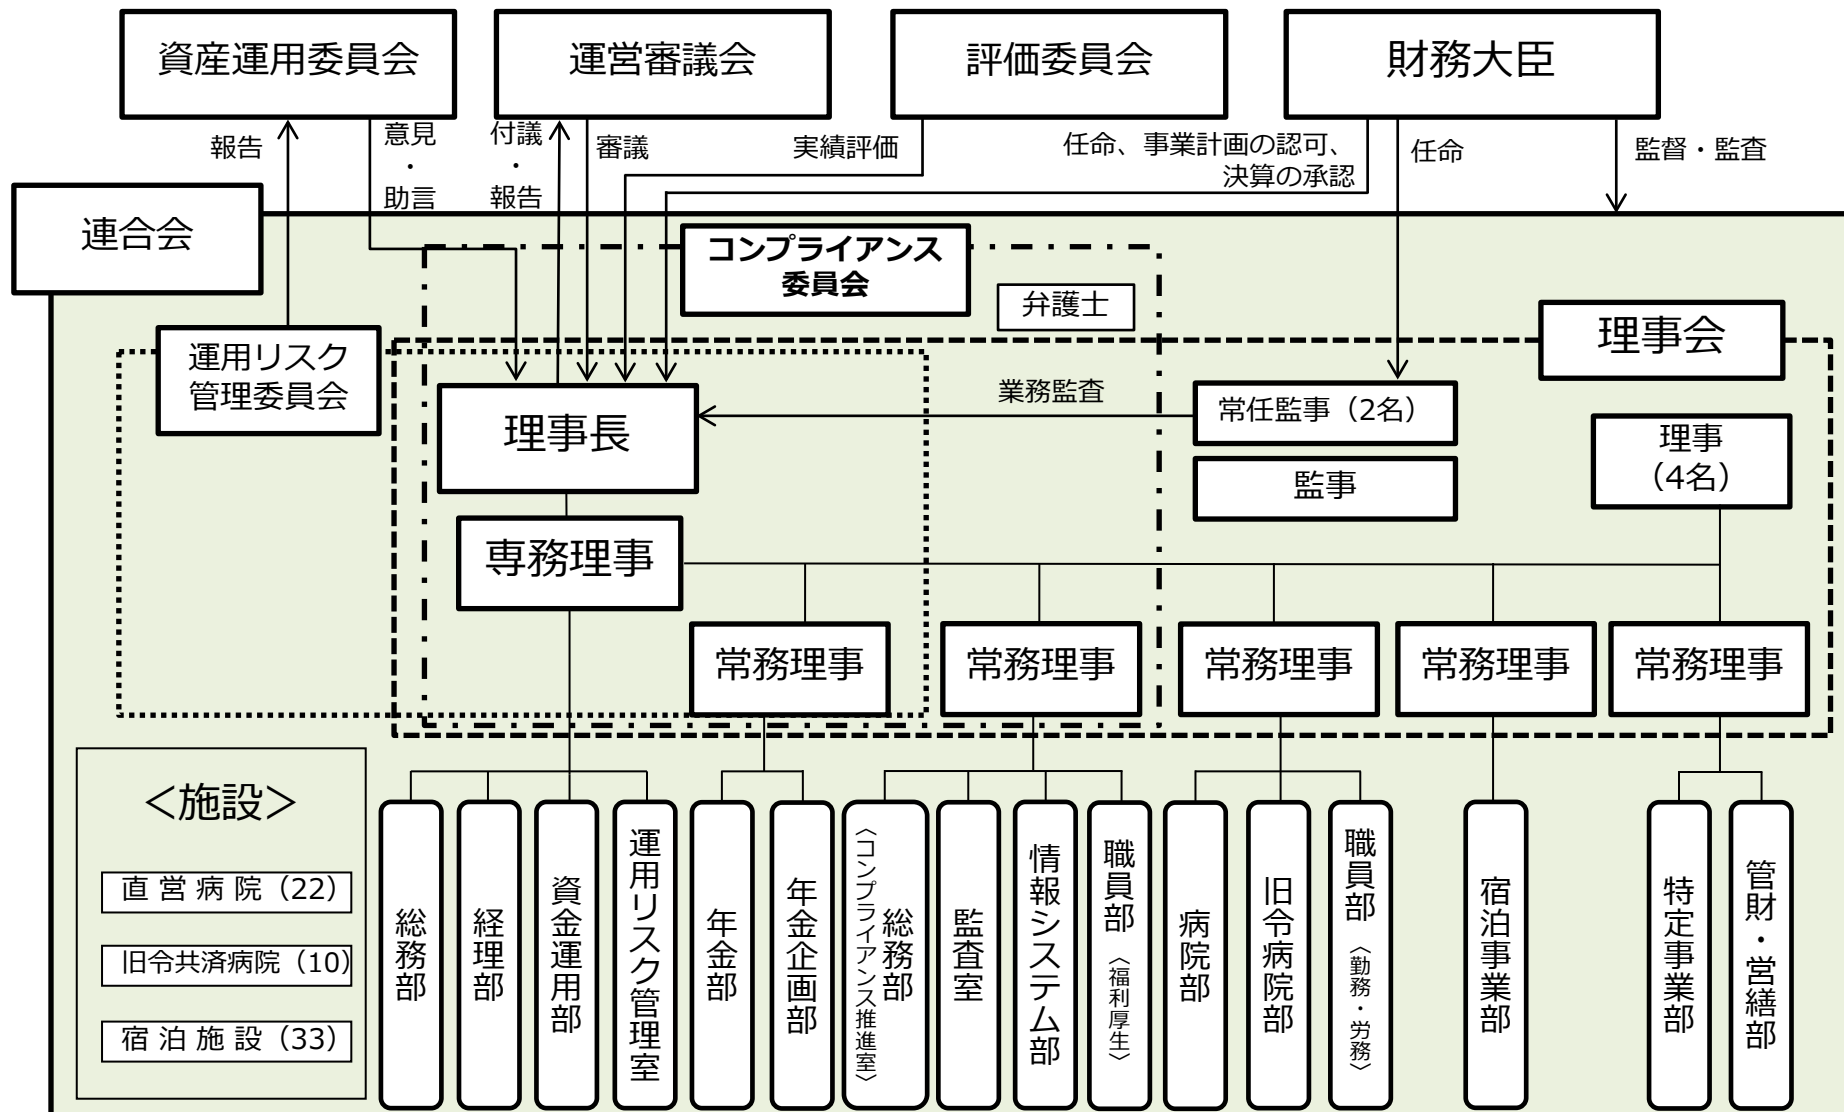 資産運用委員会
運営審議会
評価委員会
財務大臣
報告
意見
・
助言
付議
・
報告
審議
実績評価
任命、事業計画の認可、
決算の承認
任命
監督・監査
連合会
コンプライアンス
委員会
弁護士
理事会
運用リスク
管理委員会
理事長
業務監査
常任監事（2名）
監事
理事
（4名）
専務理事
常務理事
常務理事
常務理事
常務理事
常務理事
＜施設＞
直営病院（22）
旧令共済病院（10）
宿泊施設（33）
総務部
経理部
資金運用部
運用リスク管理室
年金部
年金企画部
総務部
〈コンプライアンス推進室〉
監査室
情報システム部
職員部〈福利厚生〉
病院部
旧令病院部
職員部〈勤務・労務〉
宿泊事業部
特定事業部
管財・営繕部